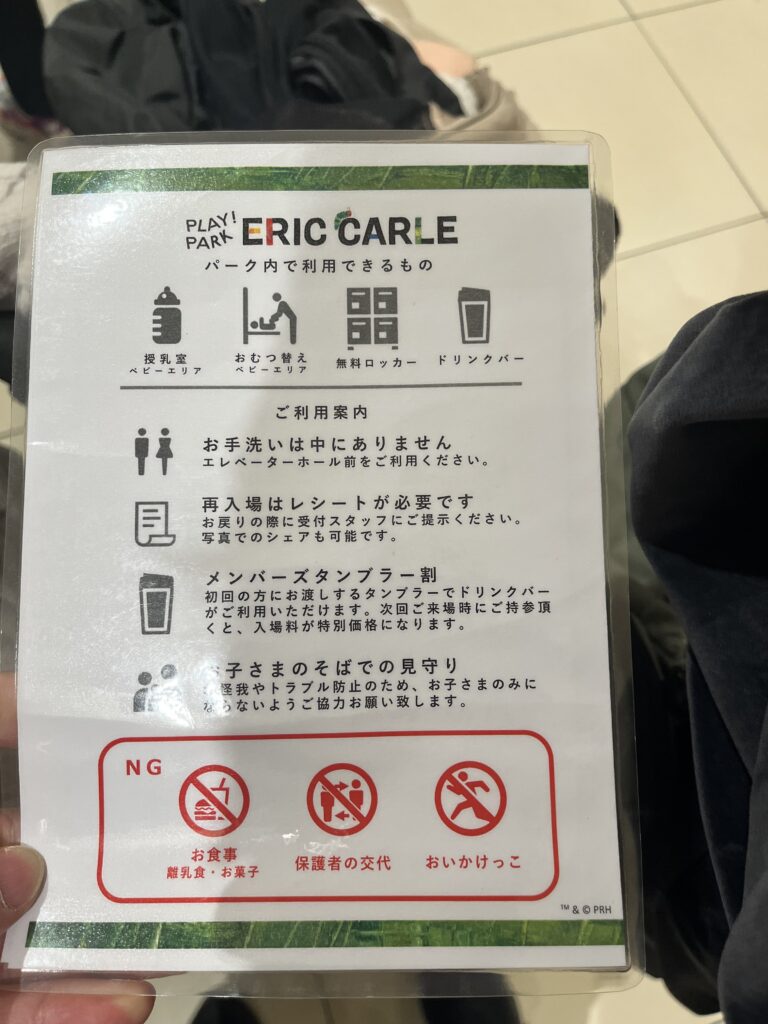 PLAY! PARK ERIC CARLE
パーク内で利用できるもの
授乳室
ベビーエリア
おむつ替え
ベビーエリア
無料ロッカー
ドリンクバー
ご利用案内
お手洗いは中にありません
エレベーターホール前をご利用ください。
再入場はレシートが必要です
お戻りの際に受付スタッフにご提示ください。
写真でのシェアも可能です。
メンバーズタンブラー割
初回の方にお渡しするタンブラーでドリンクバー
がご利用いただけます。次回ご来場時にご持参頂
くと、入場料が特別価格になります。
お子さまのそばでの見守り
お怪我やトラブル防止のため、お子さまのみに
ならないようご協力お願い致します。
NG
お食事
離乳食・お菓子
保護者の交代
おいかけっこ
™ & © PRH